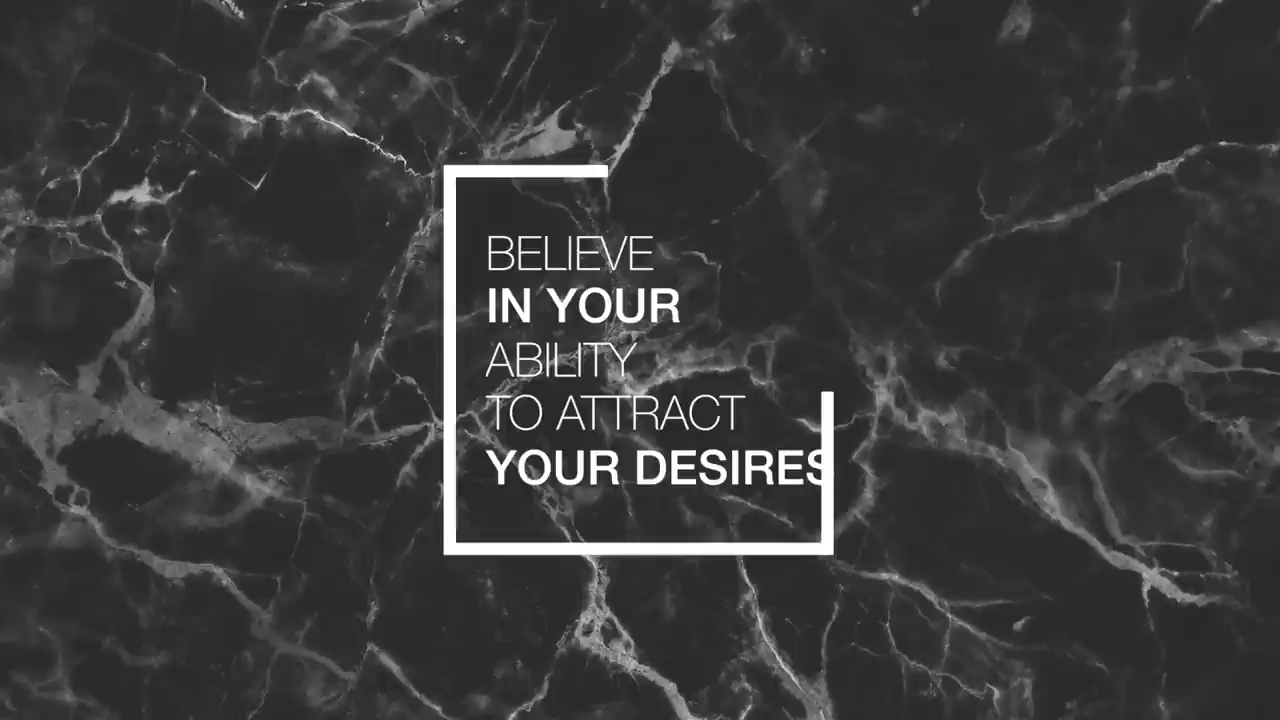 BELIEVE
IN YOUR
ABILITY
TO ATTRACT
YOUR DESIRES